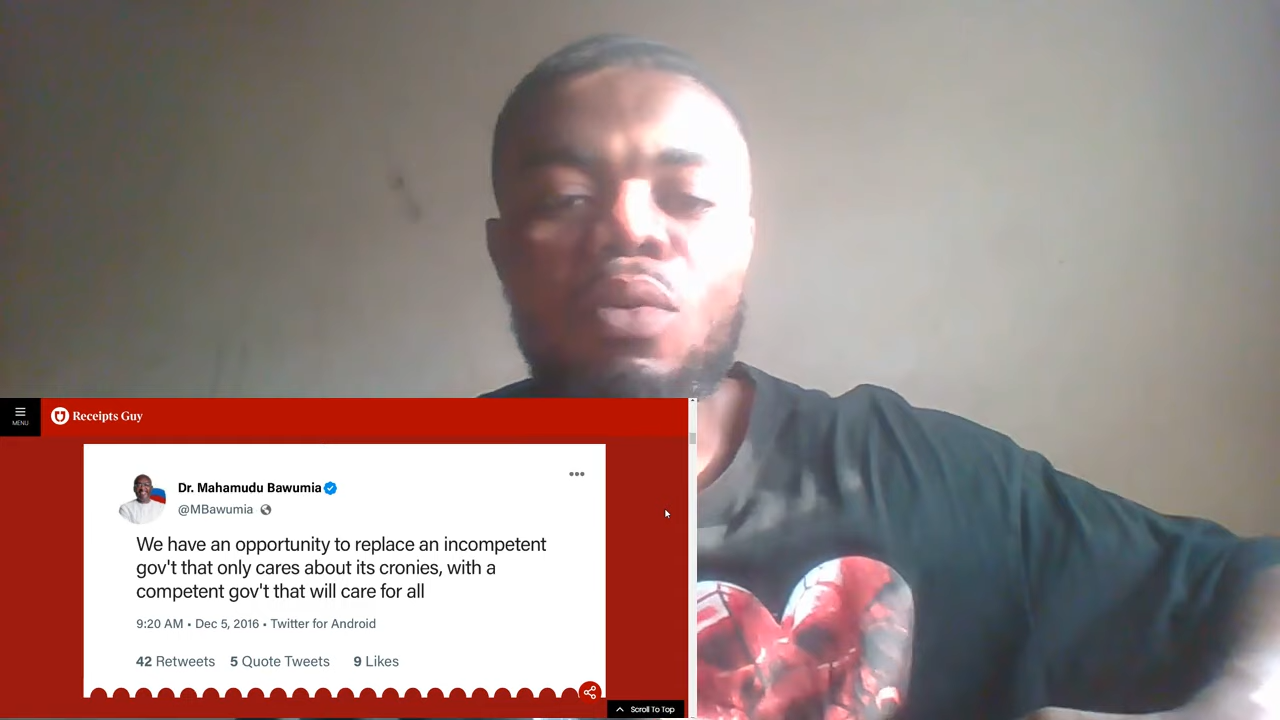 MENU
Receipts Guy
Dr. Mahamudu Bawumia
@MBawumia
We have an opportunity to replace an incompetent
gov't that only cares about its cronies, with a
competent gov't that will care for all
9:20 AM • Dec 5, 2016 • Twitter for Android
42 Retweets 5 Quote Tweets 9 Likes
Scroll To Top